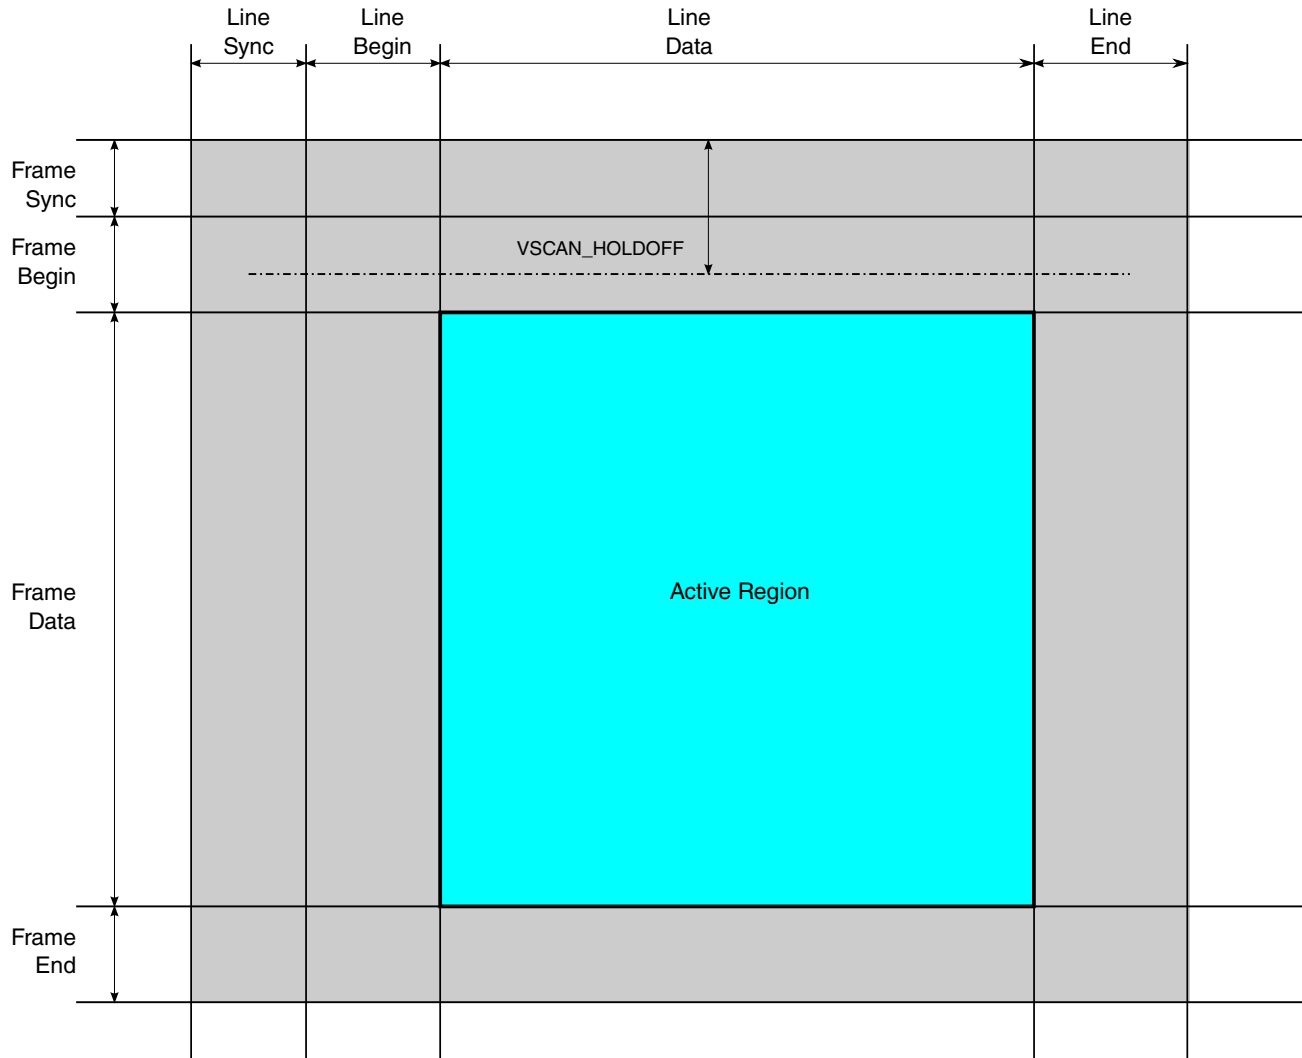 Line
Sync
Line
Begin
Line
Data
Line
End
Frame
Sync
Frame
Begin
VSCAN_HOLDOFF
Frame
Data
Active Region
Frame
End